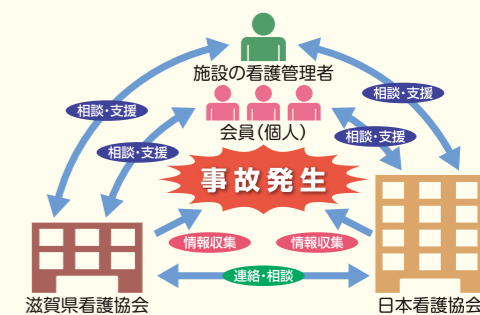 施設の看護管理者
相談・支援
相談・支援
会員（個人）
相談・支援
相談・支援
事故発生
情報収集
情報収集
連絡・相談
滋賀県看護協会
日本看護協会